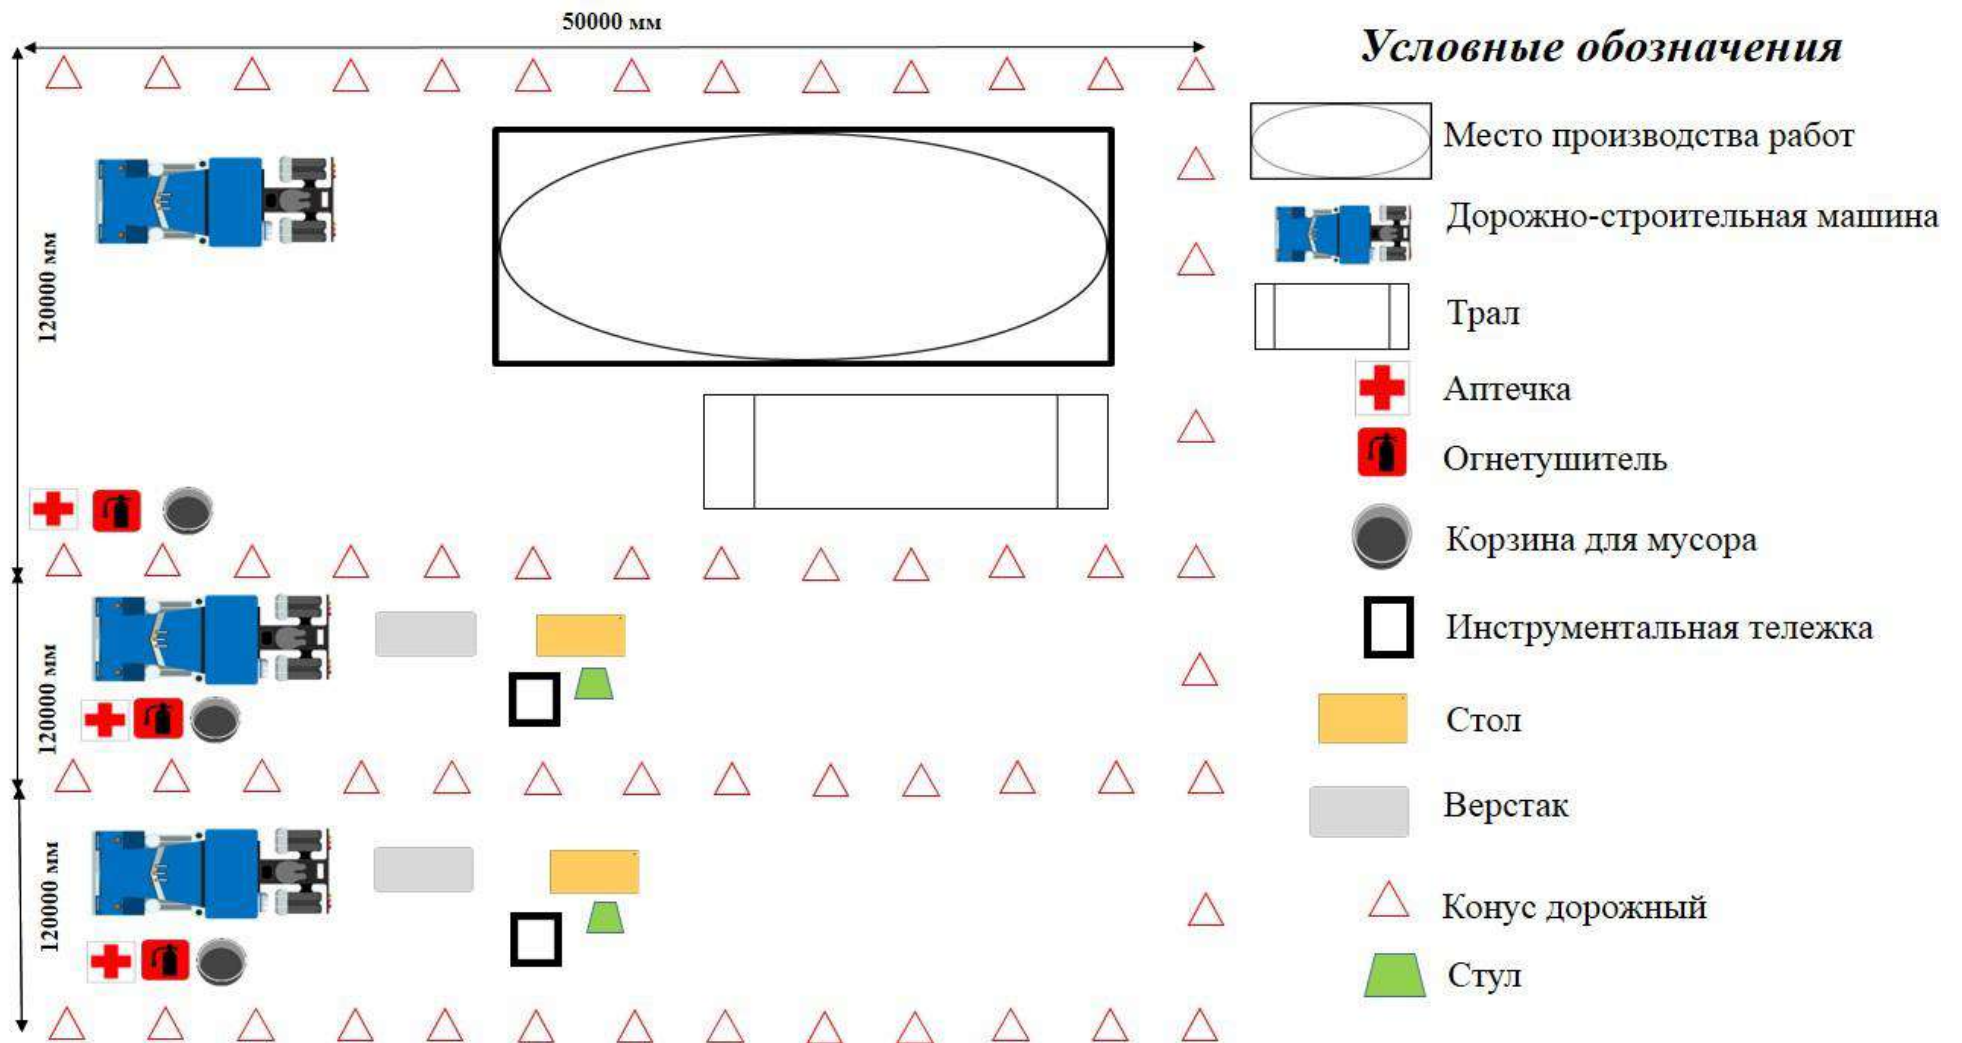 50000 мм
120000 мм
120000 мм
120000 мм
Условные обозначения
Место производства работ
Дорожно-строительная машина
Трал
Аптечка
Огнетушитель
Корзина для мусора
Инструментальная тележка
Стол
Верстак
Конус дорожный
Стул